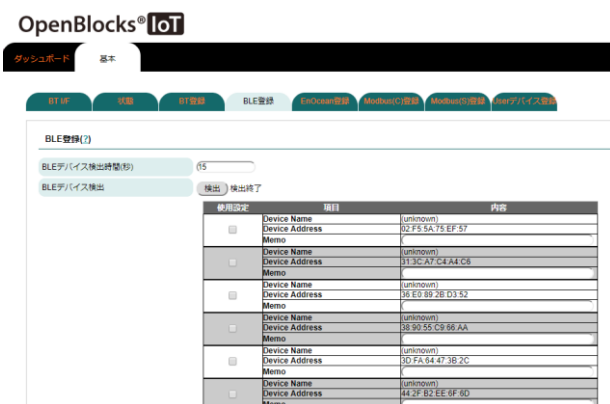 OpenBlocks® IoT
ダッシュボード 基本
BT I/F 状態 BT登録 BLE登録 EnOcean登録 Modbus(C)登録 Modbus(S)登録 Userデバイス登録
BLE登録(?)
BLEデバイス検出時間(秒) 15
BLEデバイス検出 検出 検出終了
使用設定 項目 内容
Device Name (unknown)
Device Address 02:F5:5A:75:EF:57
Memo
Device Name (unknown)
Device Address 31:3C:A7:C4:A4:C6
Memo
Device Name (unknown)
Device Address 36:E0:89:2B:D3:52
Memo
Device Name (unknown)
Device Address 38:90:55:C9:66:AA
Memo
Device Name (unknown)
Device Address 3D:FA:64:47:3B:2C
Memo
Device Name (unknown)
Device Address 44:2F:B2:EE:6F:6D
Memo